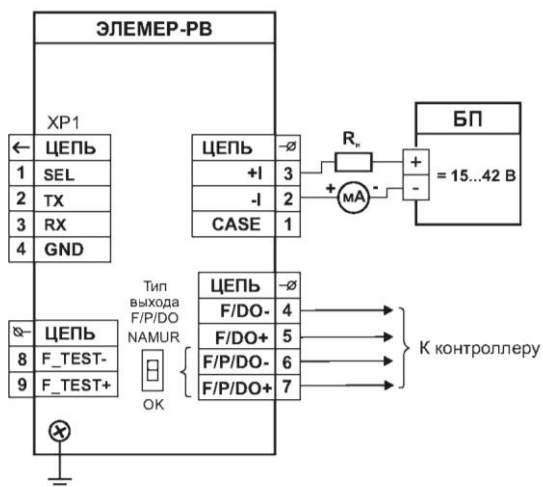 ЭЛЕМЕР-РВ
XP1
← ЦЕПЬ
1 SEL
2 TX
3 RX
4 GND
ЦЕПЬ
+I 3
-I 2
CASE 1
Rн
+ мА -
БП
+
-
= 15...42 В
Тип
выхода
F/P/DO
NAMUR
OK
ЦЕПЬ
F/DO- 4
F/DO+ 5
F/P/DO- 6
F/P/DO+ 7
К контроллеру
ЦЕПЬ
8 F_TEST-
9 F_TEST+